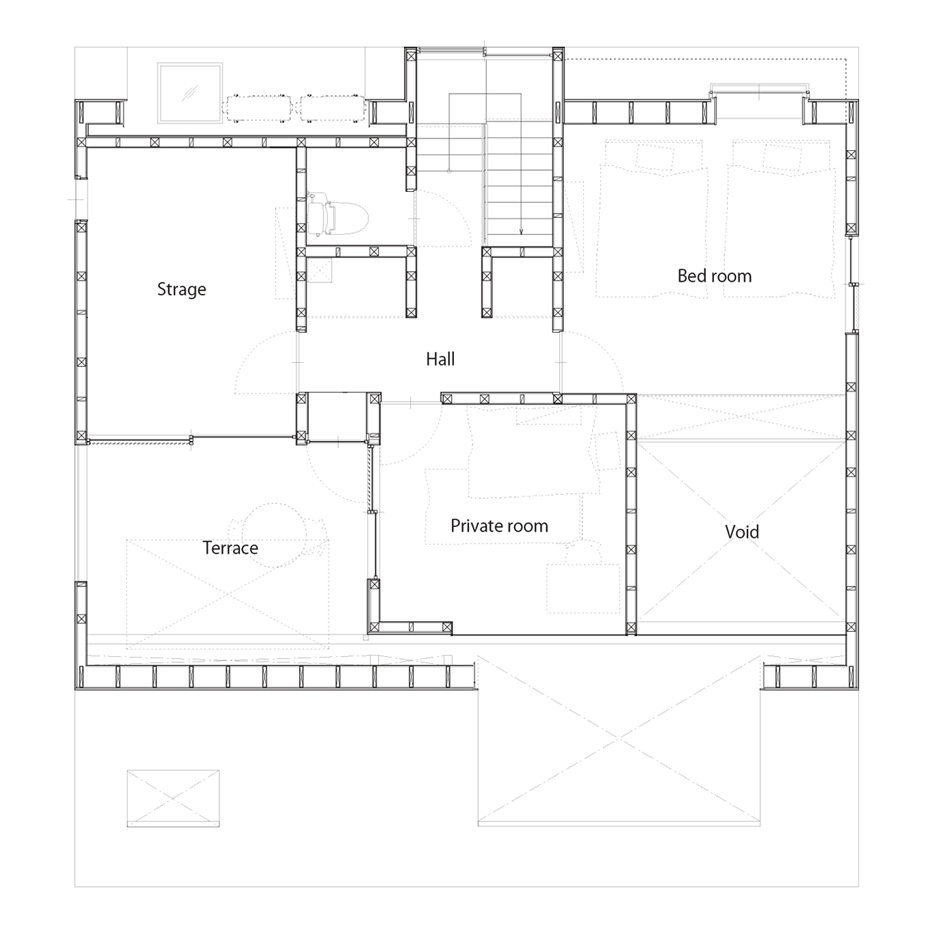 Bed room
Strage
Hall
Private room
Void
Terrace